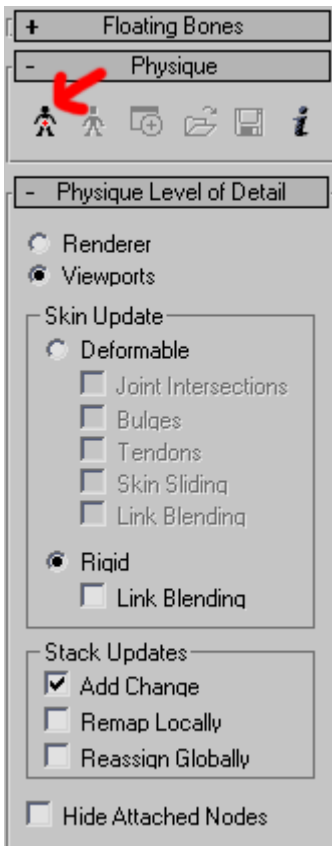 + Floating Bones
- Physique
i
- Physique Level of Detail
Renderer
Viewports
Skin Update
Deformable
Joint Intersections
Bulges
Tendons
Skin Sliding
Link Blending
Rigid
Link Blending
Stack Updates
Add Change
Remap Locally
Reassign Globally
Hide Attached Nodes